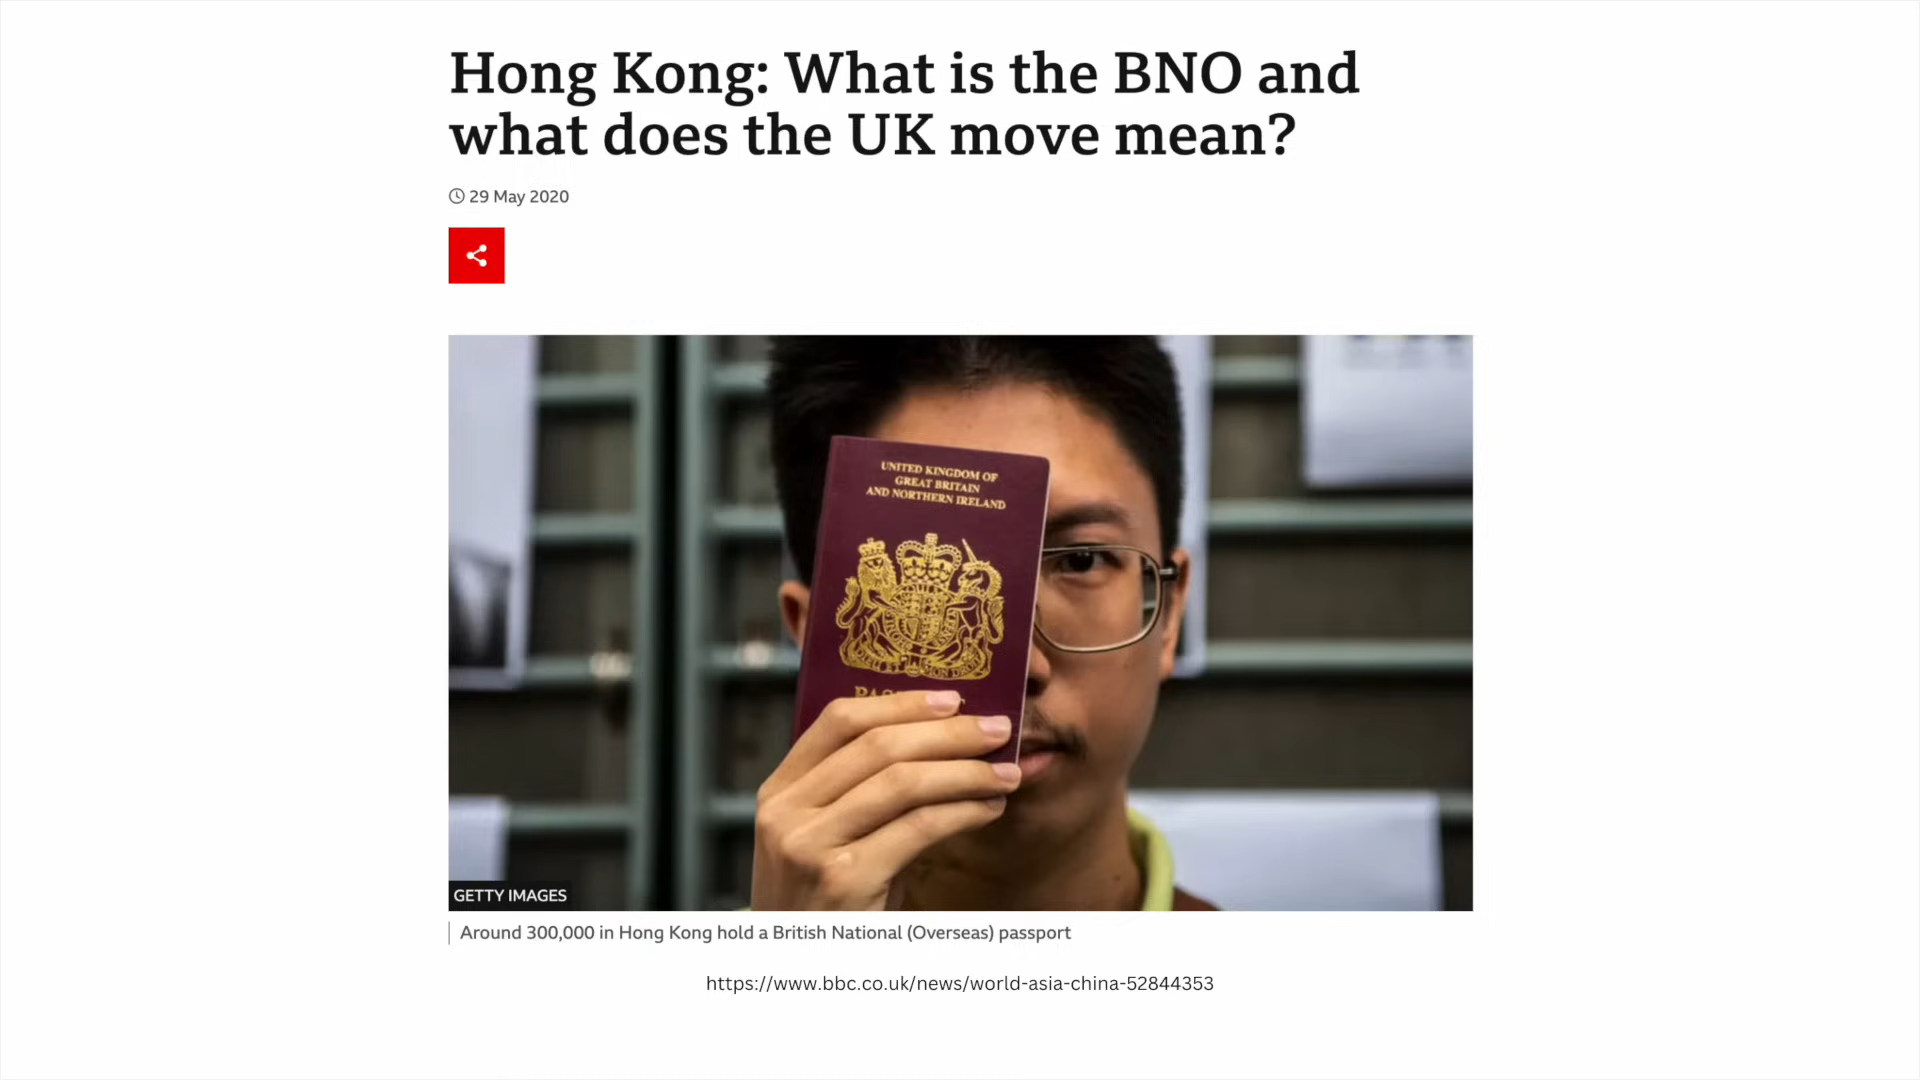 Hong Kong: What is the BNO and
what does the UK move mean?
29 May 2020
UNITED KINGDOM OF
GREAT BRITAIN
AND NORTHERN IRELAND
GETTY IMAGES
Around 300,000 in Hong Kong hold a British National (Overseas) passport
https://www.bbc.co.uk/news/world-asia-china-52844353